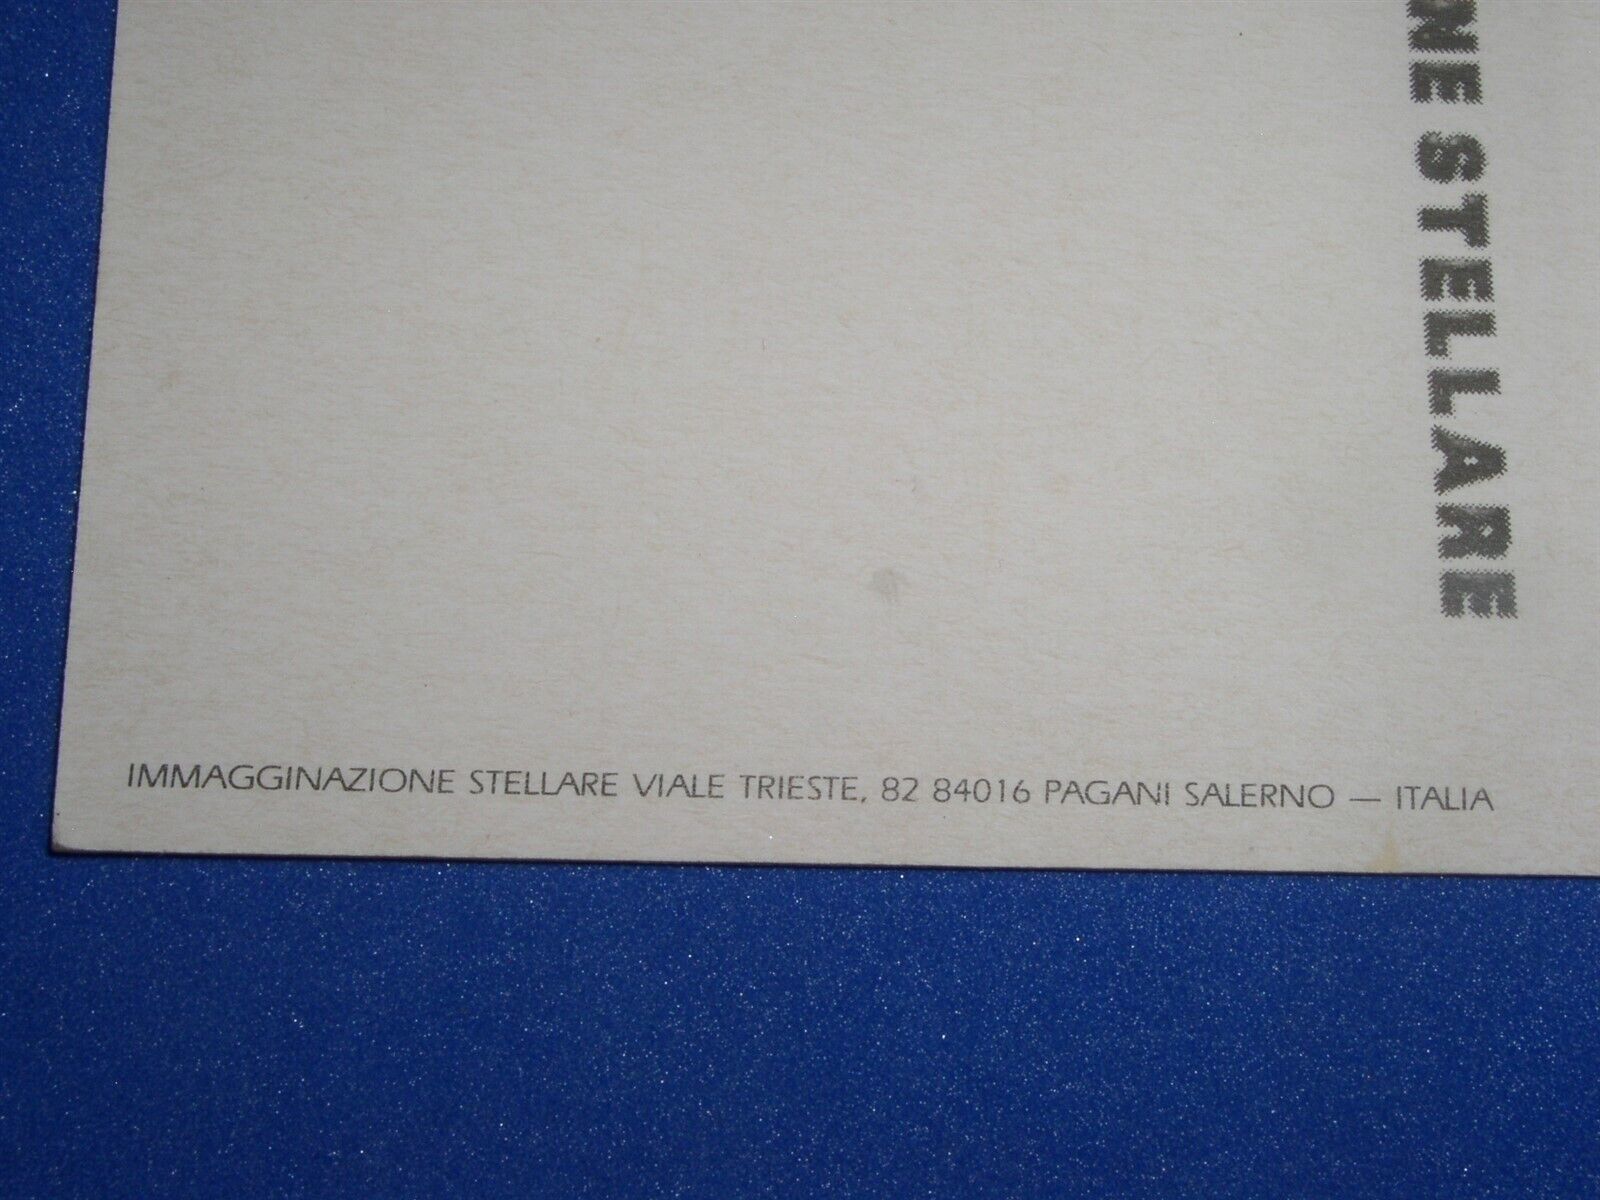 NE STELLARE
IMMAGGINAZIONE STELLARE VIALE TRIESTE, 82 84016 PAGANI SALERNO — ITALIA